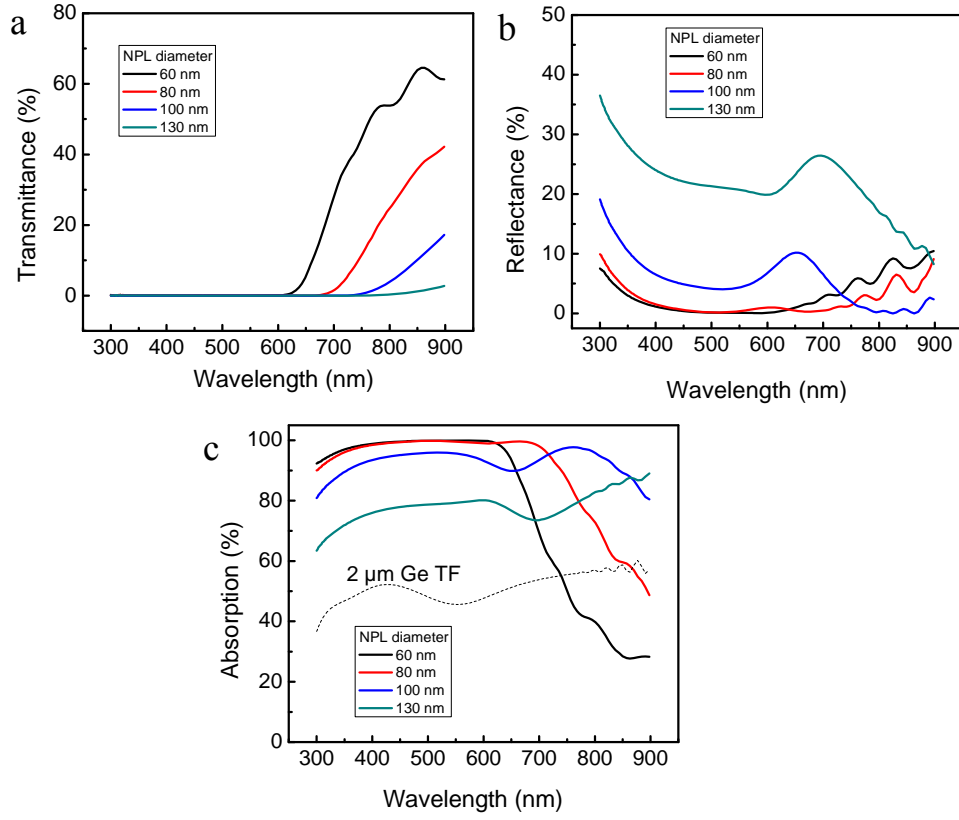 a
80
60
40
20
0
Transmittance (%)
NPL diameter
60 nm
80 nm
100 nm
130 nm
300 400 500 600 700 800 900
Wavelength (nm)
b
50
40
30
20
10
0
Reflectance (%)
NPL diameter
60 nm
80 nm
100 nm
130 nm
300 400 500 600 700 800 900
Wavelength (nm)
c
100
80
60
40
20
0
Absorption (%)
2 µm Ge TF
NPL diameter
60 nm
80 nm
100 nm
130 nm
300 400 500 600 700 800 900
Wavelength (nm)